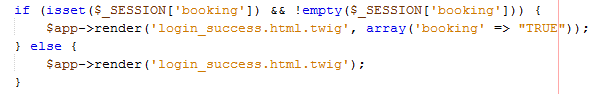 if (isset($_SESSION['booking']) && !empty($_SESSION['booking'])) {
    $app->render('login_success.html.twig', array('booking' => "TRUE"));
} else {
    $app->render('login_success.html.twig');
}